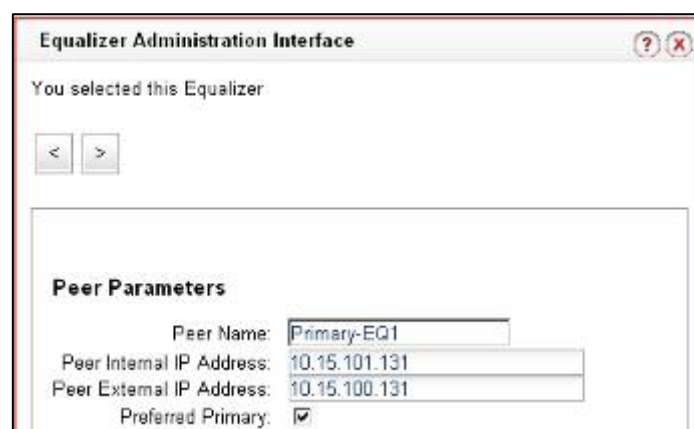 Equalizer Administration Interface ? X
You selected this Equalizer
< >
Peer Parameters
Peer Name: Primary-EQ1
Peer Internal IP Address: 10.15.101.131
Peer External IP Address: 10.15.100.131
Preferred Primary: